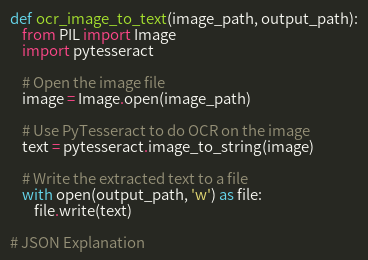 def ocr_image_to_text(image_path, output_path):
    from PIL import Image
    import pytesseract

    # Open the image file
    image = Image.open(image_path)

    # Use PyTesseract to do OCR on the image
    text = pytesseract.image_to_string(image)

    # Write the extracted text to a file
    with open(output_path, 'w') as file:
        file.write(text)

# JSON Explanation